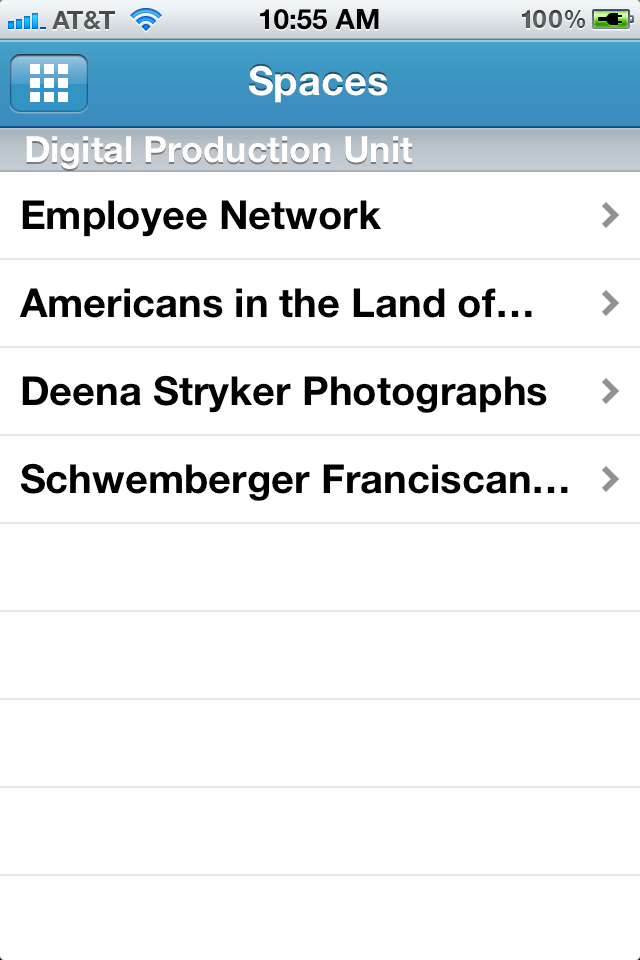 AT&T 10:55 AM 100%
Spaces
Digital Production Unit
Employee Network
Americans in the Land of...
Deena Stryker Photographs
Schwemberger Franciscan...